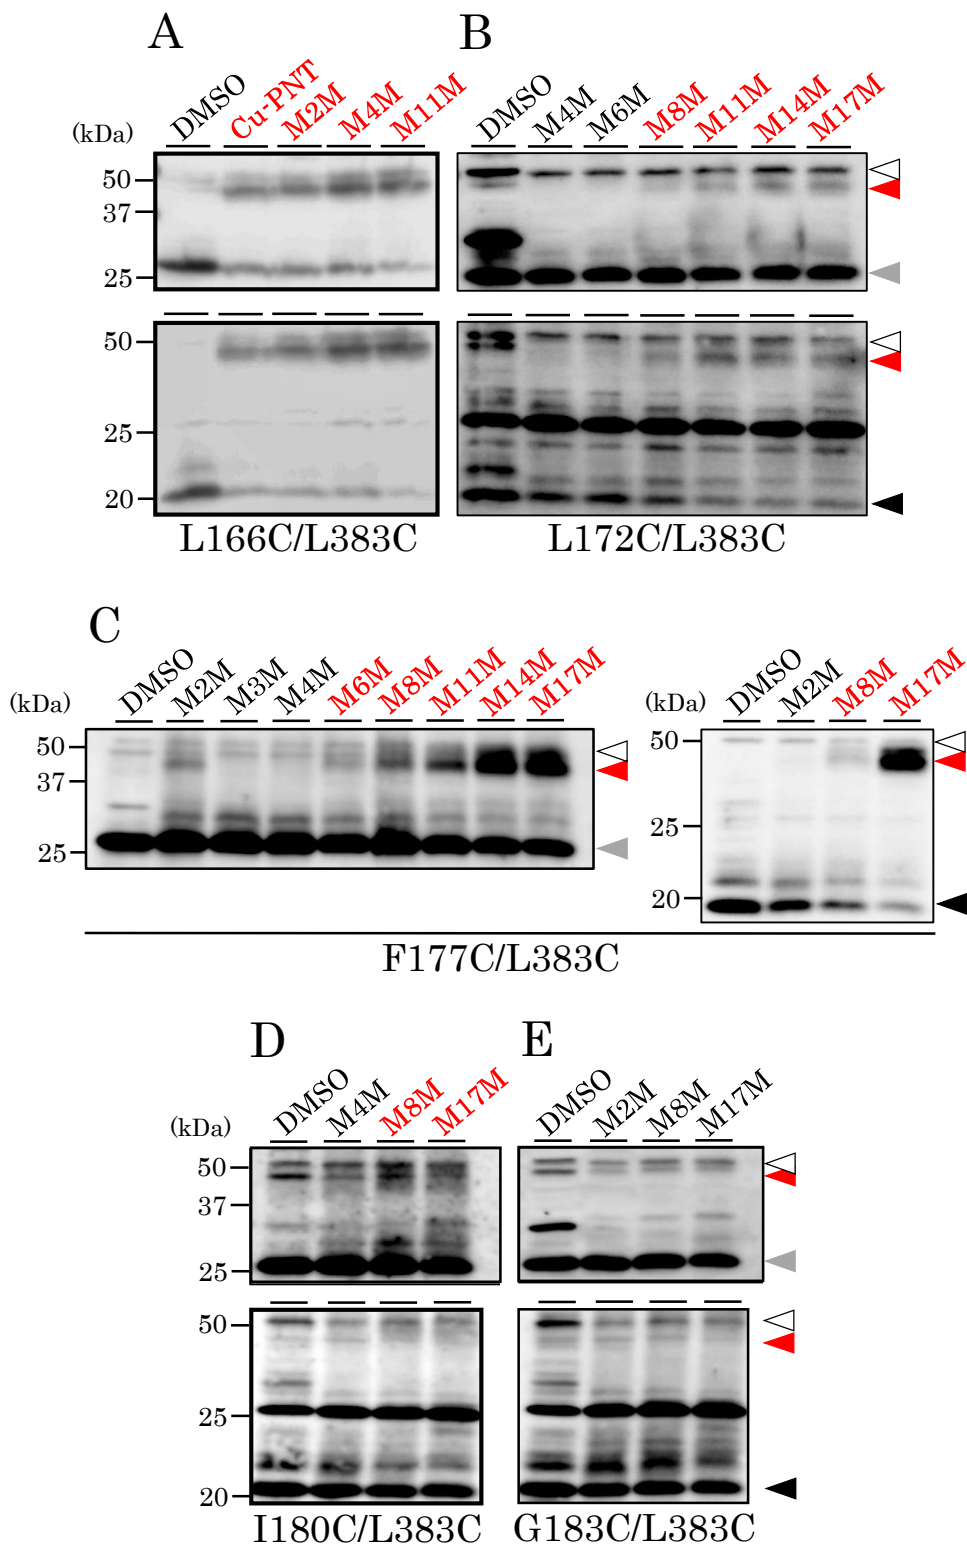 A
B
(kDa)
DMSO
Cu-PNT
M2M
M4M
M11M
DMSO
M4M
M6M
M8M
M11M
M14M
M17M
50
37
25
50
25
20
L166C/L383C
L172C/L383C
C
(kDa)
DMSO
M2M
M3M
M4M
M6M
M8M
M11M
M14M
M17M
(kDa)
DMSO
M2M
M8M
M17M
50
37
25
50
25
20
F177C/L383C
D
E
(kDa)
DMSO
M4M
M8M
M17M
DMSO
M2M
M8M
M17M
50
37
25
50
25
20
I180C/L383C
G183C/L383C